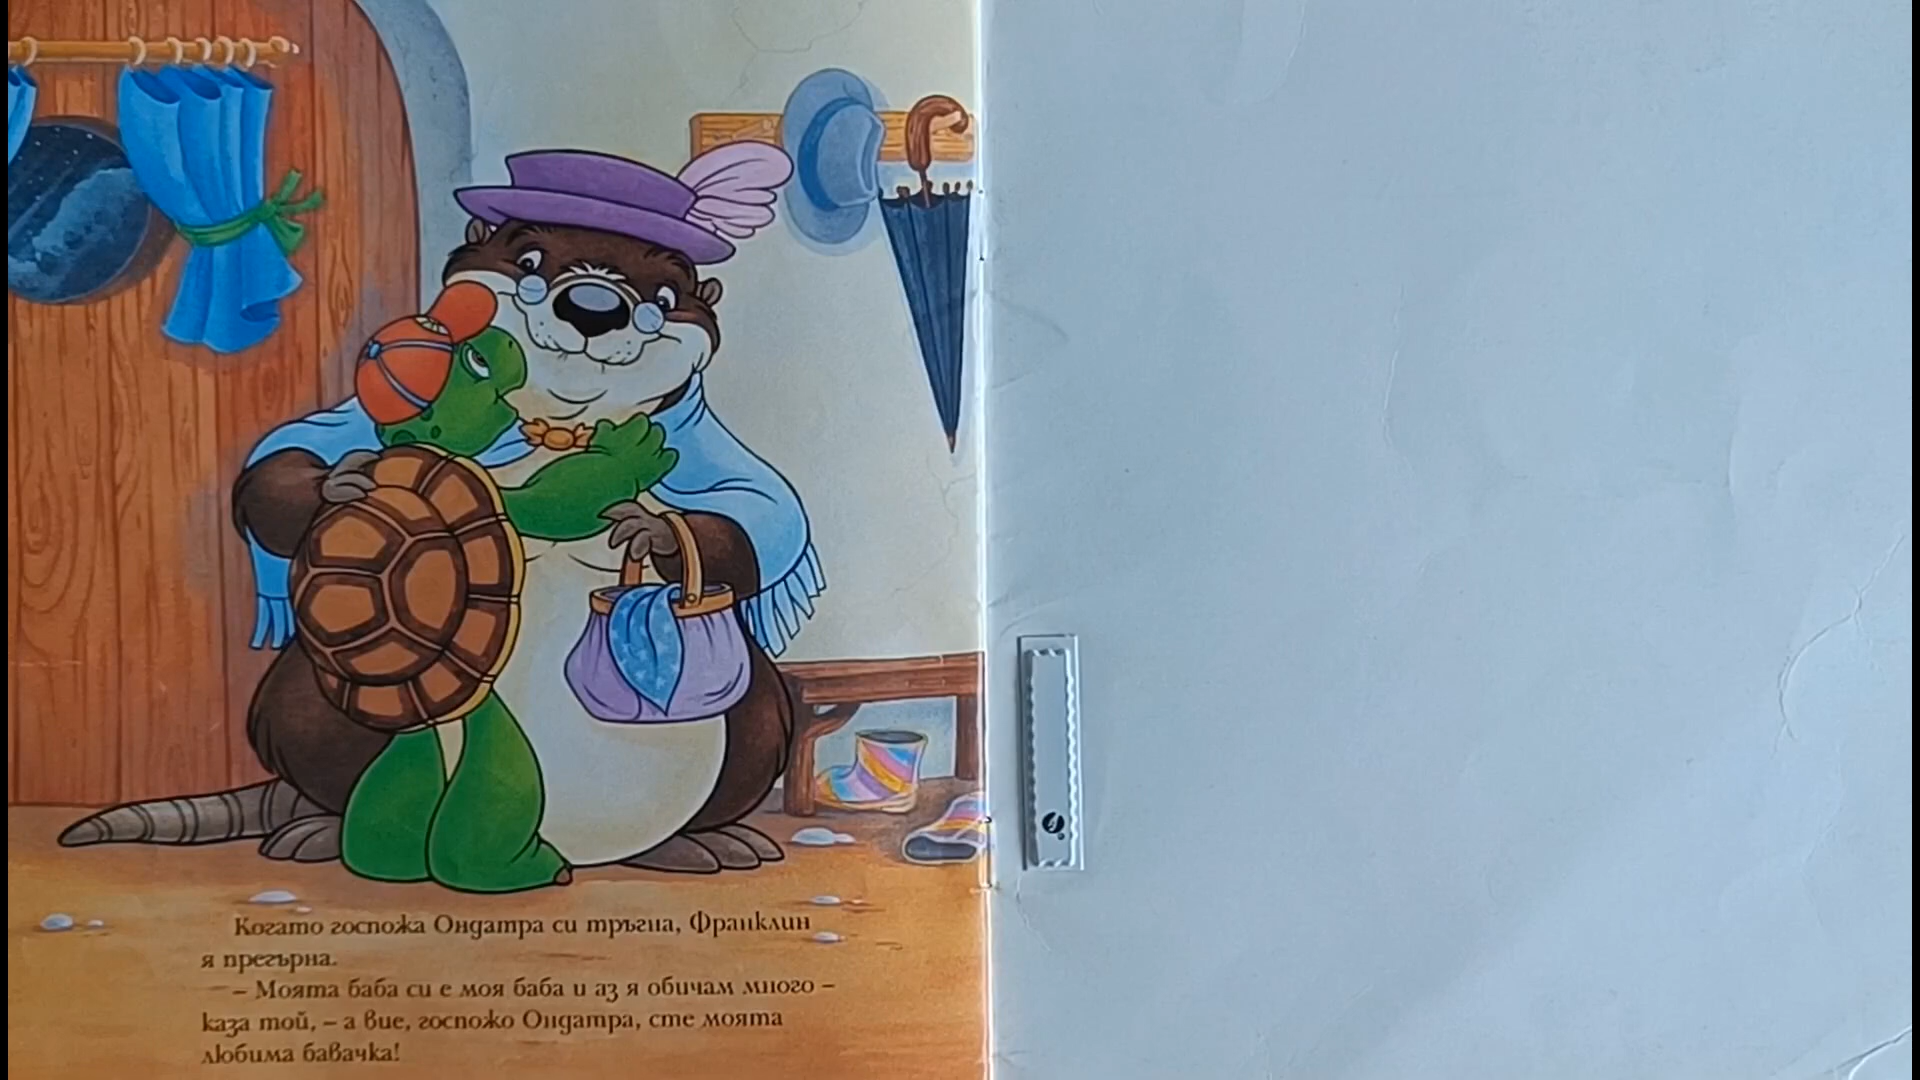 Когато госпожа Ондатра си тръгна, Франклин
я прегърна.
– Моята баба си е моя баба и аз я обичам много –
каза той, – а вие, госпожо Ондатра, сте моята
любима бавачка!